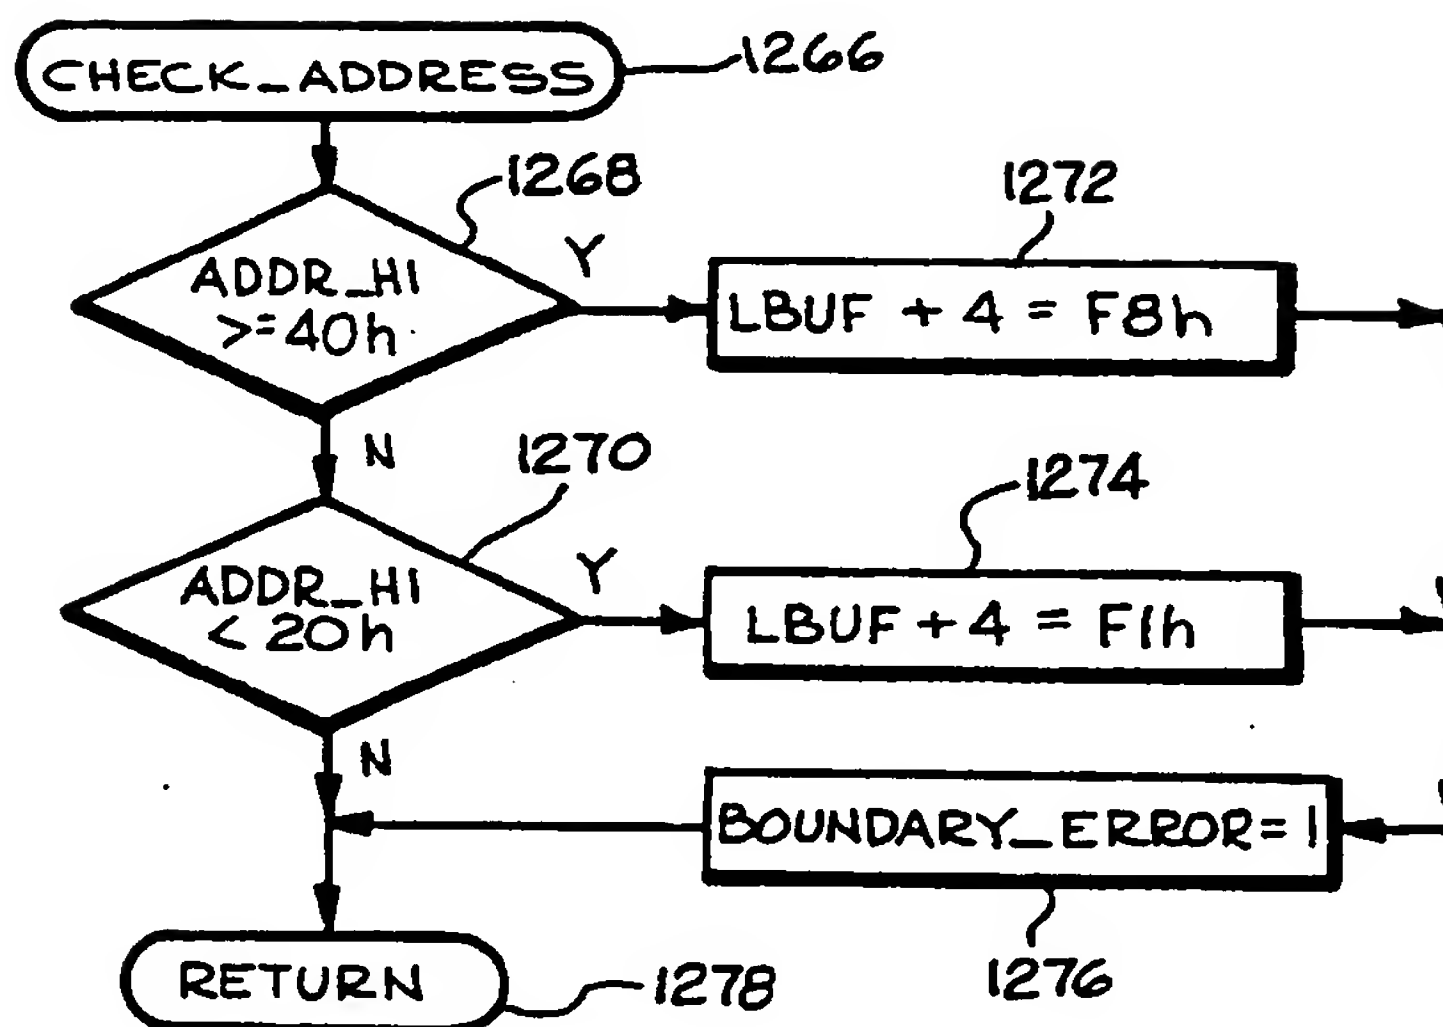 CHECK_ADDRESS
1266
1268
ADDR_HI
>=40h
Y
1272
LBUF + 4 = F8h
N
1270
ADDR_HI
< 20h
Y
1274
LBUF + 4 = F1h
N
BOUNDARY_ERROR = 1
1276
RETURN
1278